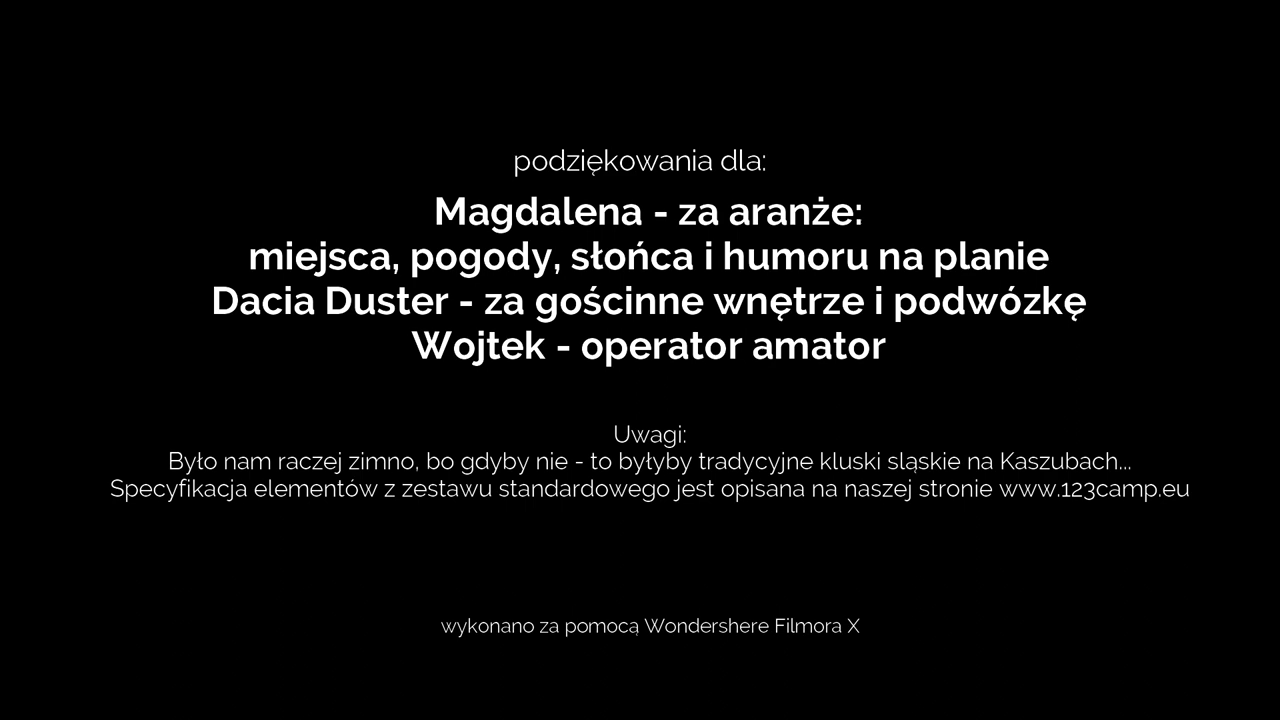 podziękowania dla:
Magdalena - za aranże:
miejsca, pogody, słońca i humoru na planie
Dacia Duster - za gościnne wnętrze i podwózkę
Wojtek - operator amator
Uwagi:
Było nam raczej zimno, bo gdyby nie - to byłyby tradycyjne kluski sląskie na Kaszubach...
Specyfikacja elementów z zestawu standardowego jest opisana na naszej stronie www.123camp.eu
wykonano za pomocą Wondershere Filmora X